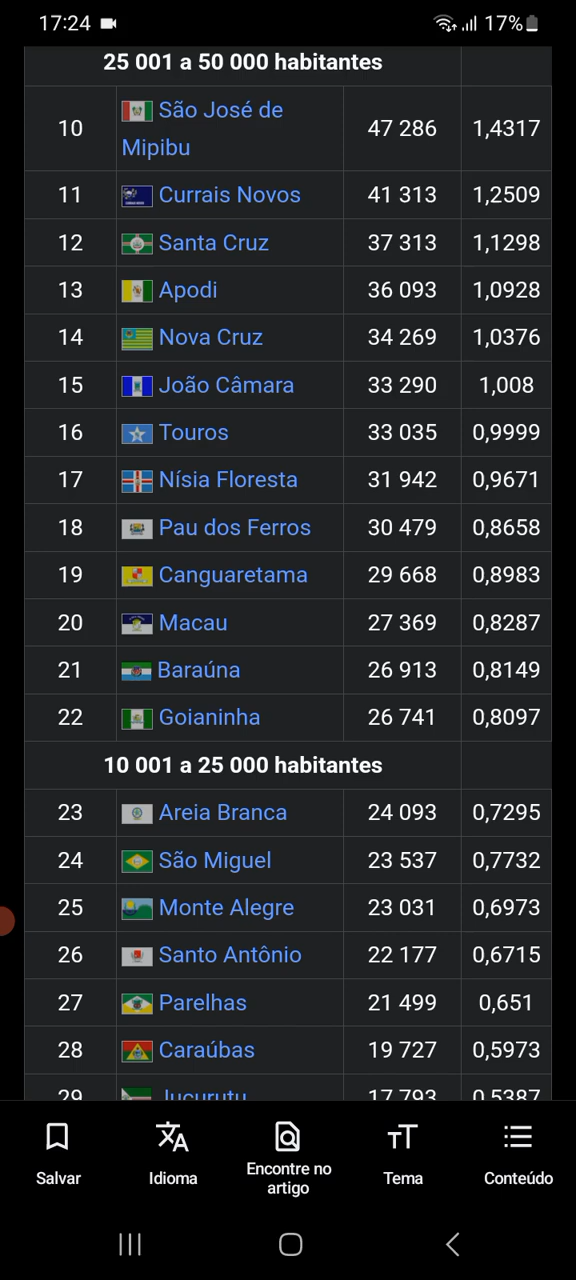 17:24 17%
25 001 a 50 000 habitantes
10 São José de Mipibu 47 286 1,4317
11 Currais Novos 41 313 1,2509
12 Santa Cruz 37 313 1,1298
13 Apodi 36 093 1,0928
14 Nova Cruz 34 269 1,0376
15 João Câmara 33 290 1,008
16 Touros 33 035 0,9999
17 Nísia Floresta 31 942 0,9671
18 Pau dos Ferros 30 479 0,8658
19 Canguaretama 29 668 0,8983
20 Macau 27 369 0,8287
21 Baraúna 26 913 0,8149
22 Goianinha 26 741 0,8097
10 001 a 25 000 habitantes
23 Areia Branca 24 093 0,7295
24 São Miguel 23 537 0,7732
25 Monte Alegre 23 031 0,6973
26 Santo Antônio 22 177 0,6715
27 Parelhas 21 499 0,651
28 Caraúbas 19 727 0,5973
29 Jucurutu 17 793 0,5387
Salvar Idioma Encontre no artigo Tema Conteúdo